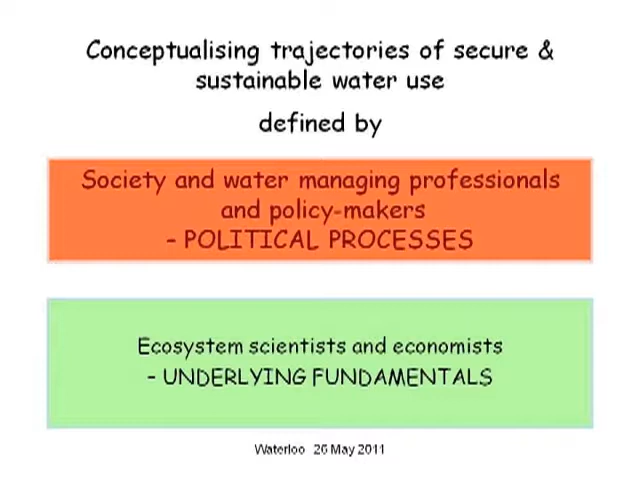 Conceptualising trajectories of secure &
sustainable water use
defined by
Society and water managing professionals
and policy-makers
- POLITICAL PROCESSES
Ecosystem scientists and economists
- UNDERLYING FUNDAMENTALS
Waterloo 26 May 2011